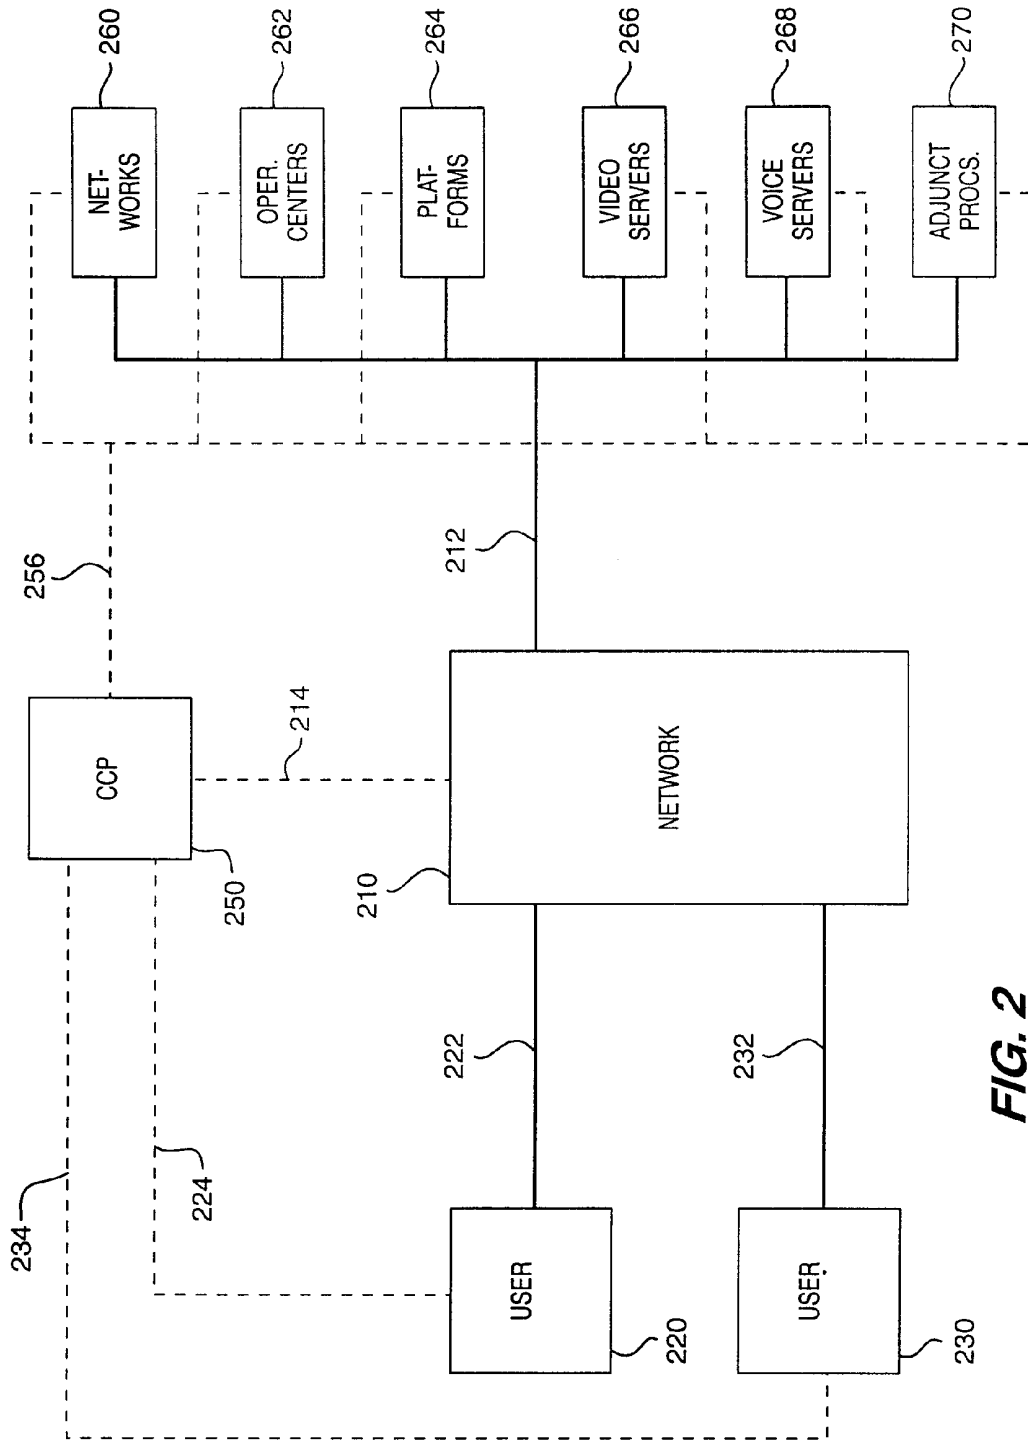 234
224
CCP
250
256
214
USER
220
222
210
NETWORK
212
USER
230
232
NET-
WORKS
260
OPER.
CENTERS
262
PLAT-
FORMS
264
VIDEO
SERVERS
266
VOICE
SERVERS
268
ADJUNCT
PROCS.
270
FIG. 2